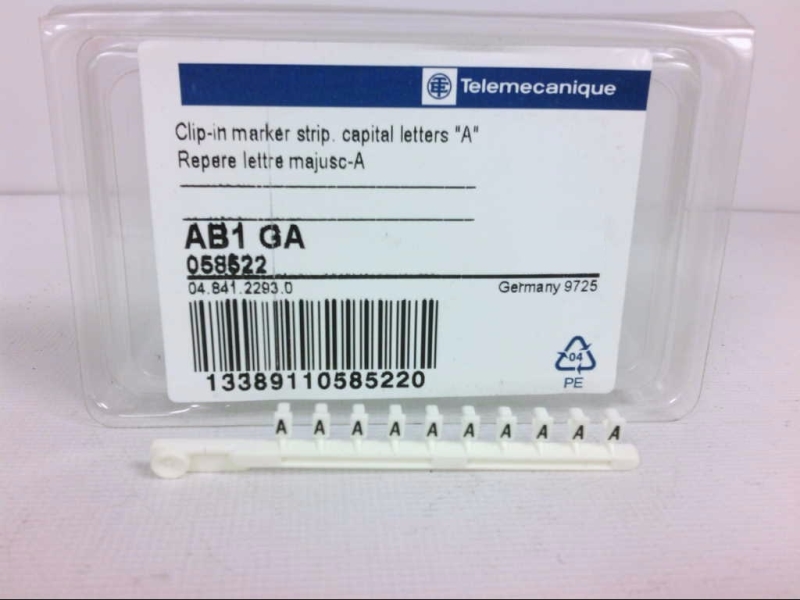 Telemecanique
Clip-in marker strip. capital letters "A"
Repere lettre majusc-A
AB1 GA
058522
04.841.2293.0 Germany 9725
13389110585220
04
PE
A A A A A A A A A A